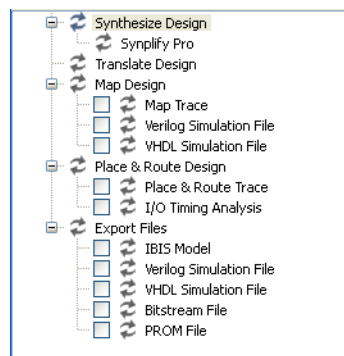 Synthesize Design
Synplify Pro
Translate Design
Map Design
Map Trace
Verilog Simulation File
VHDL Simulation File
Place & Route Design
Place & Route Trace
I/O Timing Analysis
Export Files
IBIS Model
Verilog Simulation File
VHDL Simulation File
Bitstream File
PROM File